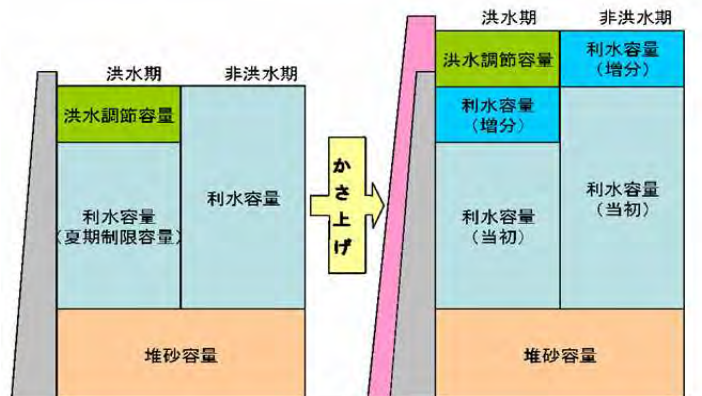 洪水期
非洪水期
洪水調節容量
利水容量
(夏期制限容量)
利水容量
堆砂容量
かさ上げ
洪水期
非洪水期
洪水調節容量
利水容量
(増分)
利水容量
(増分)
利水容量
(当初)
利水容量
(当初)
堆砂容量